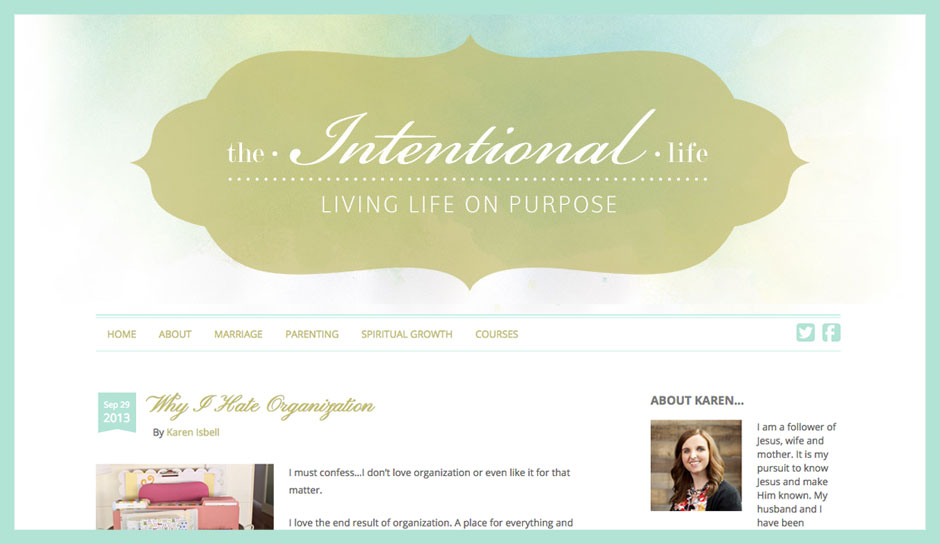 the · Intentional · life
LIVING LIFE ON PURPOSE
HOME ABOUT MARRIAGE PARENTING SPIRITUAL GROWTH COURSES
Sep 29
2013
Why I Hate Organization
By Karen Isbell
I must confess...I don't love organization or even like it for that
matter.
I love the end result of organization. A place for everything and
ABOUT KAREN...
I am a follower of
Jesus, wife and
mother. It is my
pursuit to know
Jesus and make
Him known. My
husband and I
have been